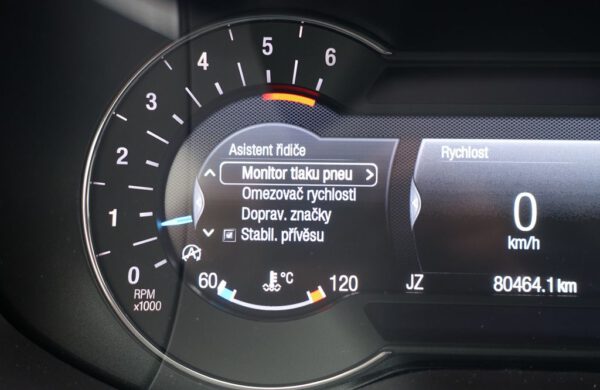 6
5
4
3
2
1
0
RPM
x1000
Asistent řidiče
Monitor tlaku pneu >
Omezovač rychlosti
Doprav. značky
Stabil. přívěsu
A
60 °C 120
Rychlost
0
km/h
JZ 80464.1 km